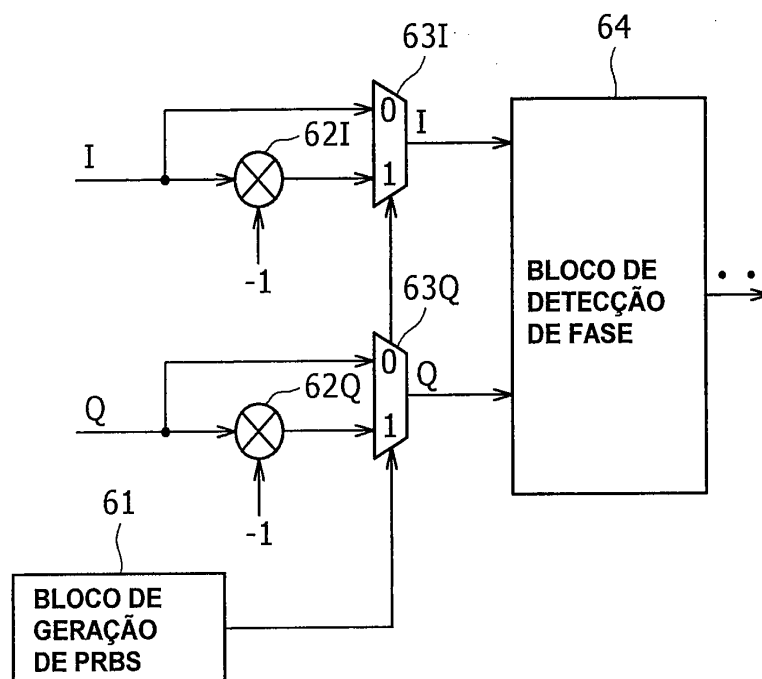 63I
64
0
I
62I
I
1
-1
63Q
BLOCO DE
DETECÇÃO
DE FASE
0
Q
62Q
Q
1
-1
61
BLOCO DE
GERAÇÃO
DE PRBS